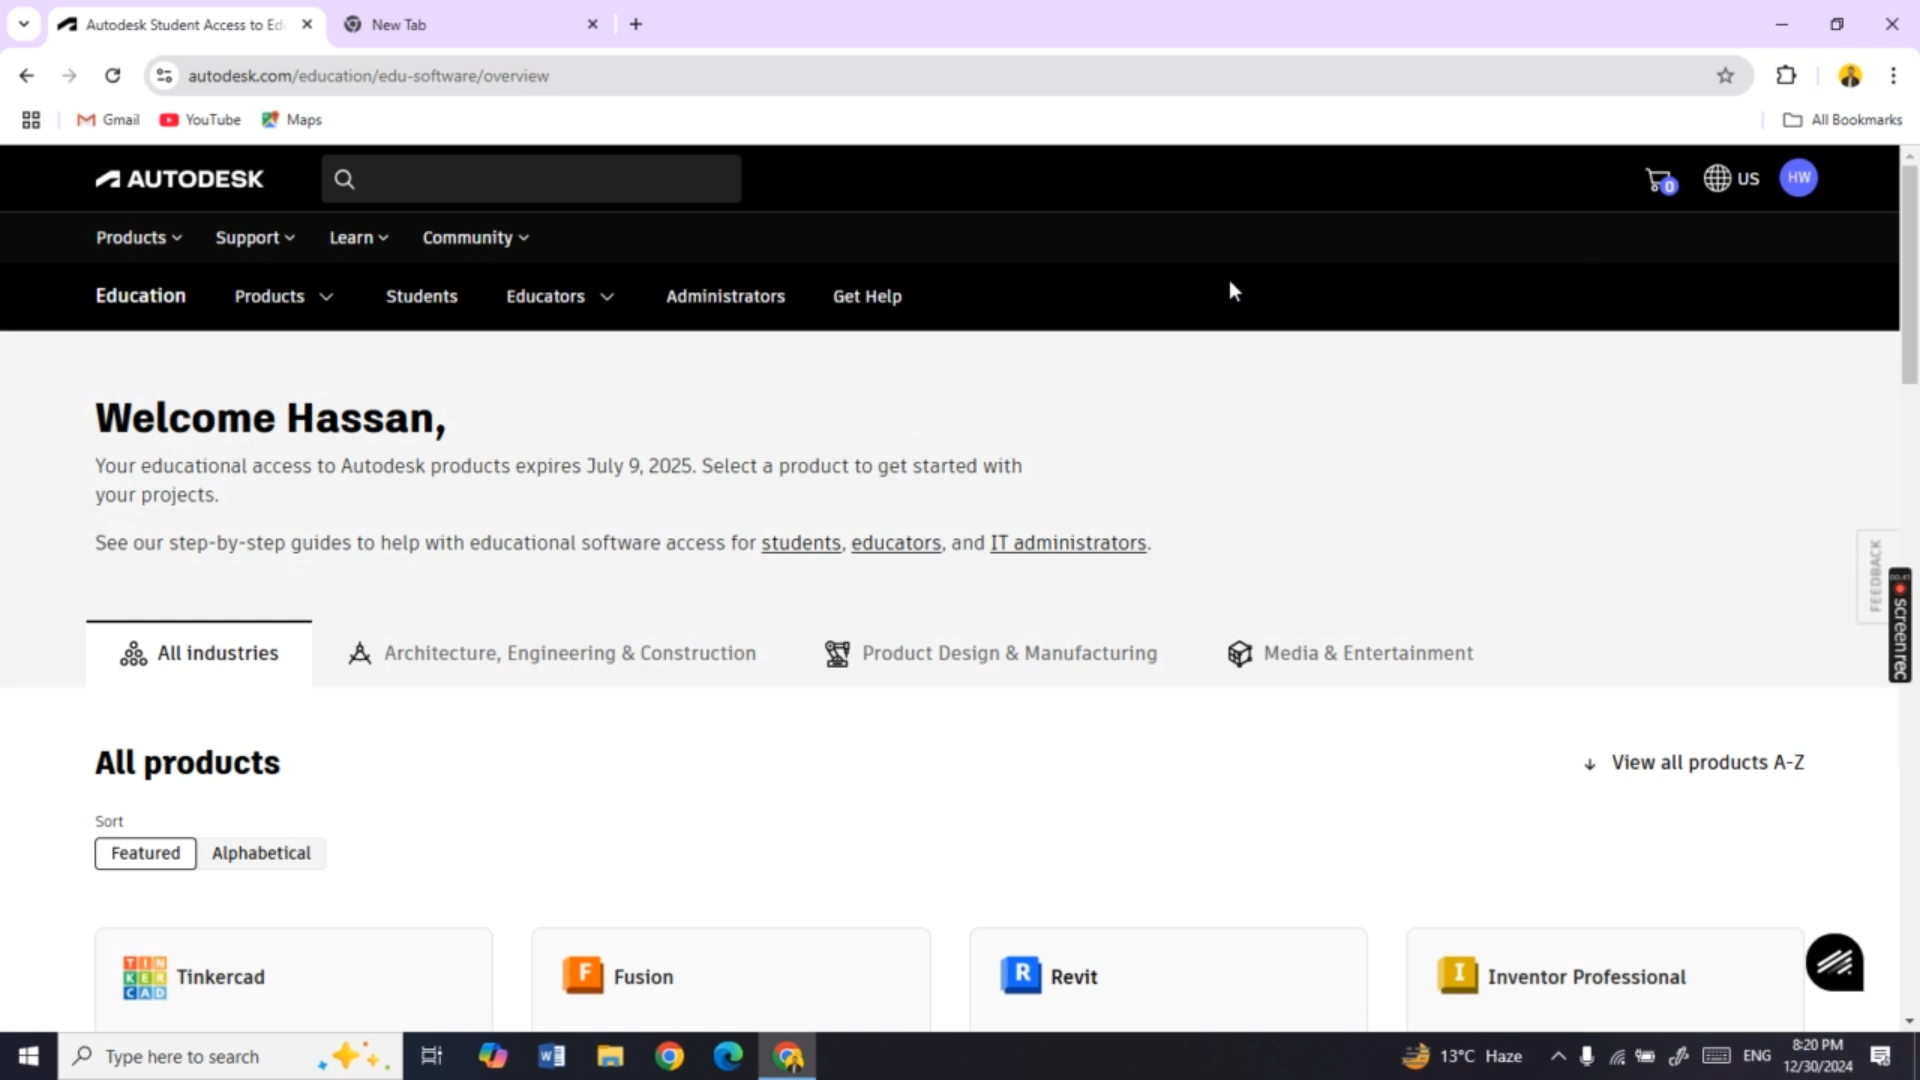 Autodesk Student Access to Ed
New Tab
autodesk.com/education/edu-software/overview
Gmail
YouTube
Maps
All Bookmarks
AUTODESK
0
US
HW
Products
Support
Learn
Community
Education
Products
Students
Educators
Administrators
Get Help
Welcome Hassan,
Your educational access to Autodesk products expires July 9, 2025. Select a product to get started with
your projects.
See our step-by-step guides to help with educational software access for students, educators, and IT administrators.
FEEDBACK
screenrec
All industries
Architecture, Engineering & Construction
Product Design & Manufacturing
Media & Entertainment
All products
View all products A-Z
Sort
Featured
Alphabetical
TINKERCAD
Tinkercad
F
Fusion
R
Revit
I
Inventor Professional
Type here to search
13°C Haze
ENG
8:20 PM
12/30/2024